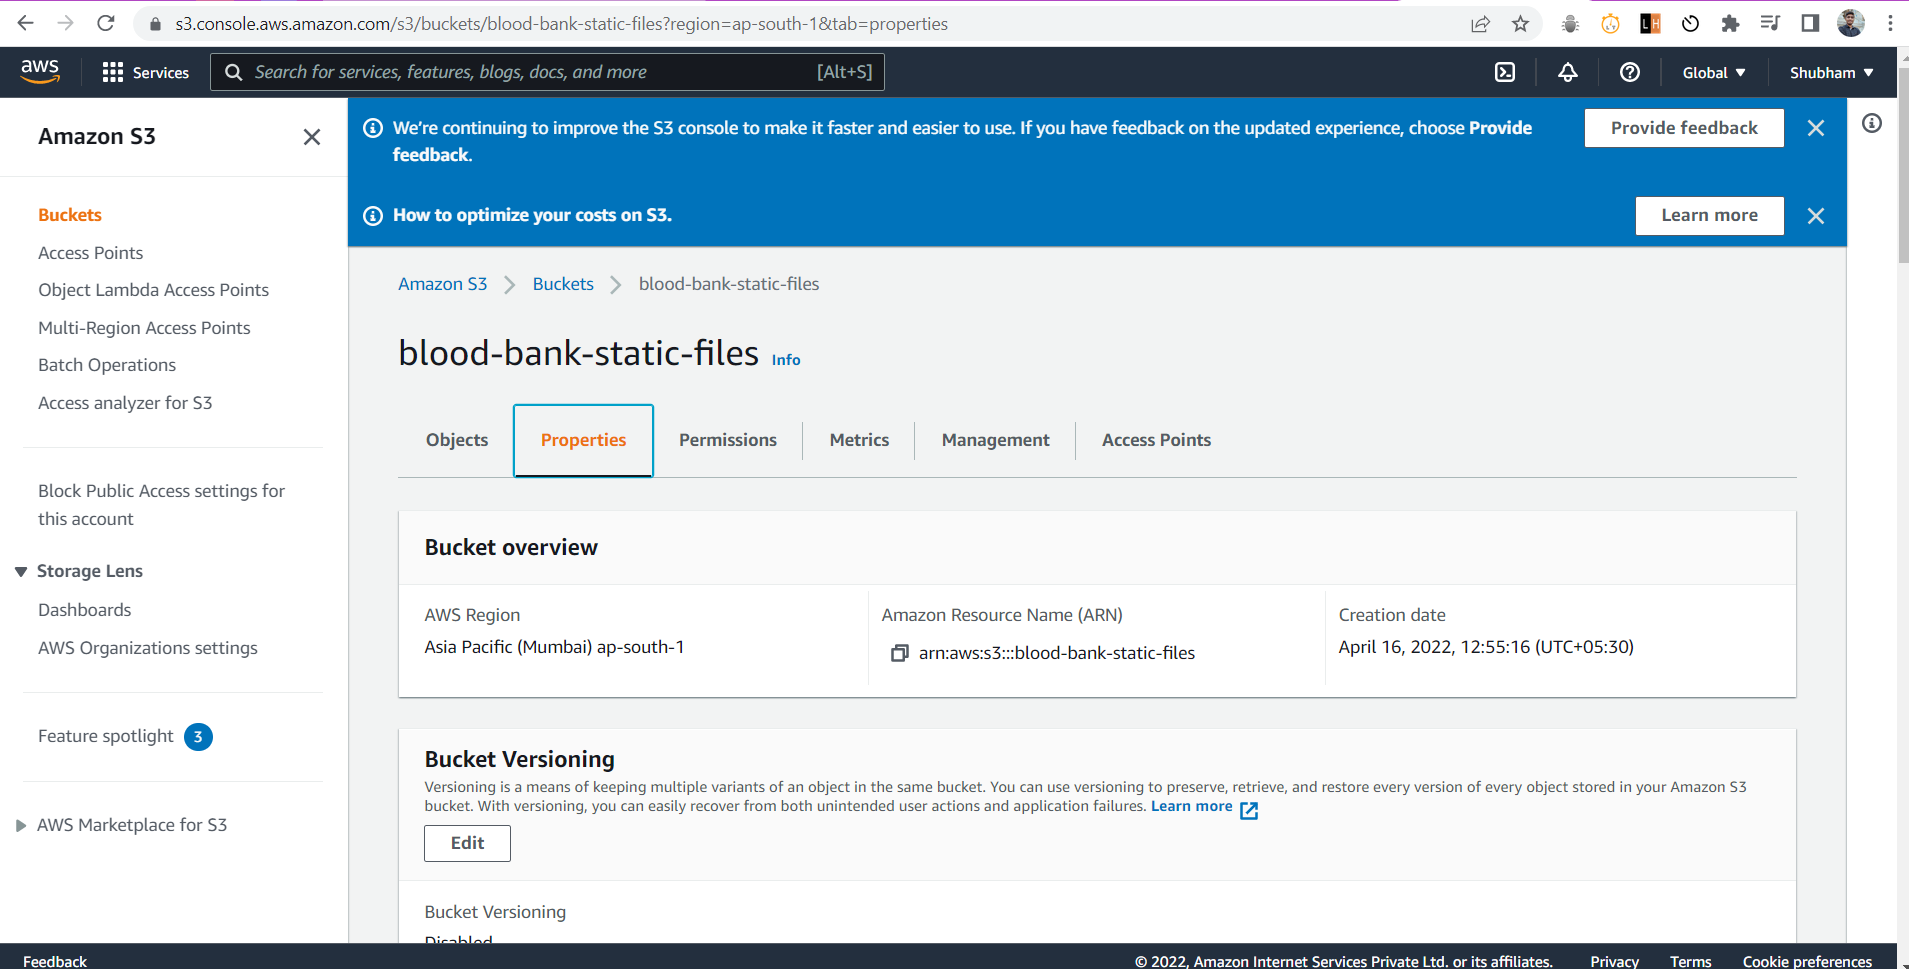 s3.console.aws.amazon.com/s3/buckets/blood-bank-static-files?region=ap-south-1&tab=properties
aws
Services
Search for services, features, blogs, docs, and more
[Alt+S]
Global ▼
Shubham ▼
Amazon S3
Buckets
Access Points
Object Lambda Access Points
Multi-Region Access Points
Batch Operations
Access analyzer for S3
Block Public Access settings for
this account
Storage Lens
Dashboards
AWS Organizations settings
Feature spotlight 3
AWS Marketplace for S3
We’re continuing to improve the S3 console to make it faster and easier to use. If you have feedback on the updated experience, choose Provide
feedback.
Provide feedback
How to optimize your costs on S3.
Learn more
Amazon S3 > Buckets > blood-bank-static-files
blood-bank-static-files Info
Objects
Properties
Permissions
Metrics
Management
Access Points
Bucket overview
AWS Region
Asia Pacific (Mumbai) ap-south-1
Amazon Resource Name (ARN)
arn:aws:s3:::blood-bank-static-files
Creation date
April 16, 2022, 12:55:16 (UTC+05:30)
Bucket Versioning
Versioning is a means of keeping multiple variants of an object in the same bucket. You can use versioning to preserve, retrieve, and restore every version of every object stored in your Amazon S3
bucket. With versioning, you can easily recover from both unintended user actions and application failures. Learn more
Edit
Bucket Versioning
Disabled
Feedback
© 2022, Amazon Internet Services Private Ltd. or its affiliates.
Privacy
Terms
Cookie preferences
LH